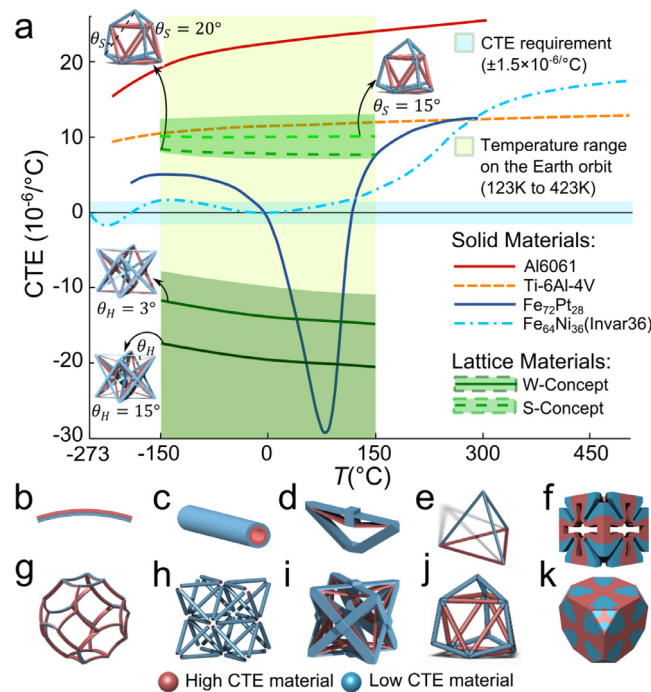 a
θS
θS = 20°
θS = 15°
CTE requirement
(±1.5×10⁻⁶/°C)
Temperature range
on the Earth orbit
(123K to 423K)
CTE (10⁻⁶/°C)
20
10
0
-10
-20
-30
θH = 3°
θH
θH = 15°
Solid Materials:
Al6061
Ti-6Al-4V
Fe₇₂Pt₂₈
Fe₆₄Ni₃₆(Invar36)
Lattice Materials:
W-Concept
S-Concept
-273
-150
0
150
300
450
T(°C)
b
c
d
e
f
g
h
i
j
k
High CTE material
Low CTE material